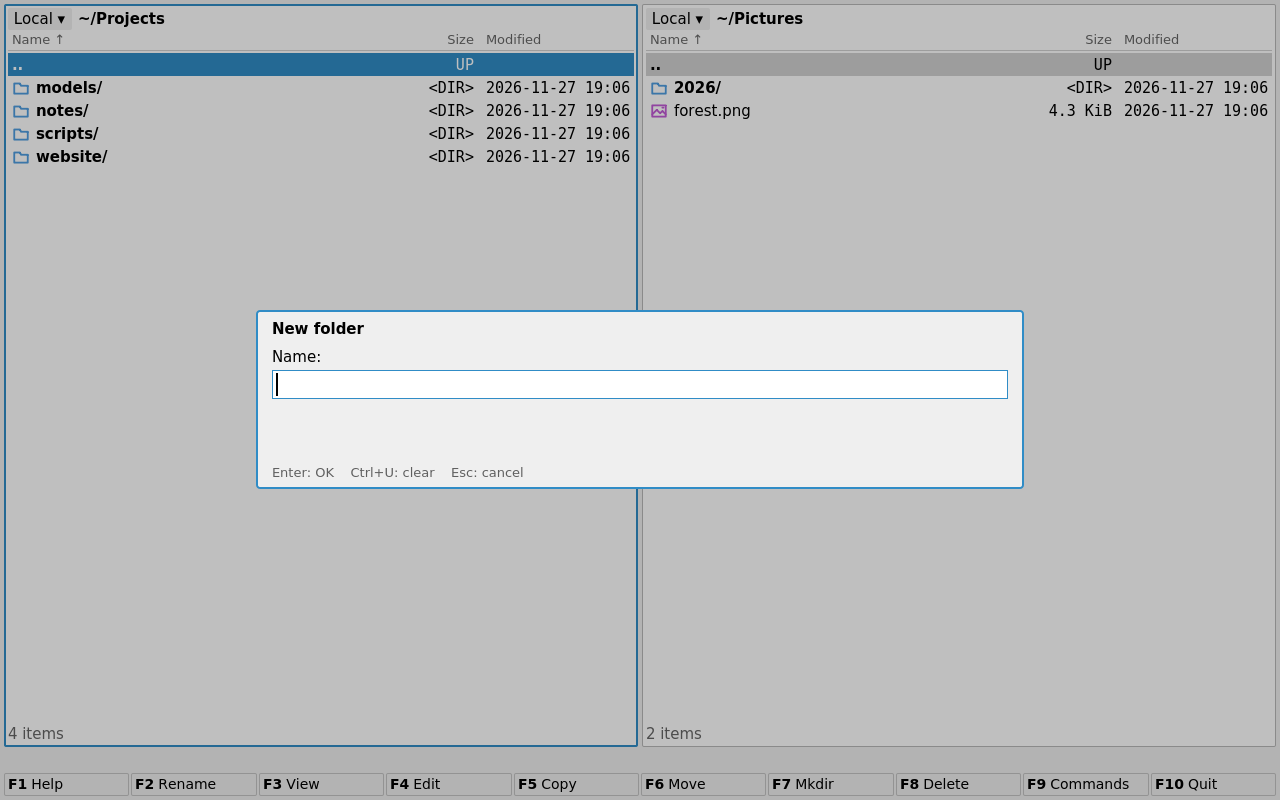 Local ▾ ~/Projects
Name ↑ Size Modified
.. UP
models/ <DIR> 2026-11-27 19:06
notes/ <DIR> 2026-11-27 19:06
scripts/ <DIR> 2026-11-27 19:06
website/ <DIR> 2026-11-27 19:06
4 items
Local ▾ ~/Pictures
Name ↑ Size Modified
.. UP
2026/ <DIR> 2026-11-27 19:06
forest.png 4.3 KiB 2026-11-27 19:06
2 items
New folder
Name:
Enter: OK Ctrl+U: clear Esc: cancel
F1 Help F2 Rename F3 View F4 Edit F5 Copy F6 Move F7 Mkdir F8 Delete F9 Commands F10 Quit